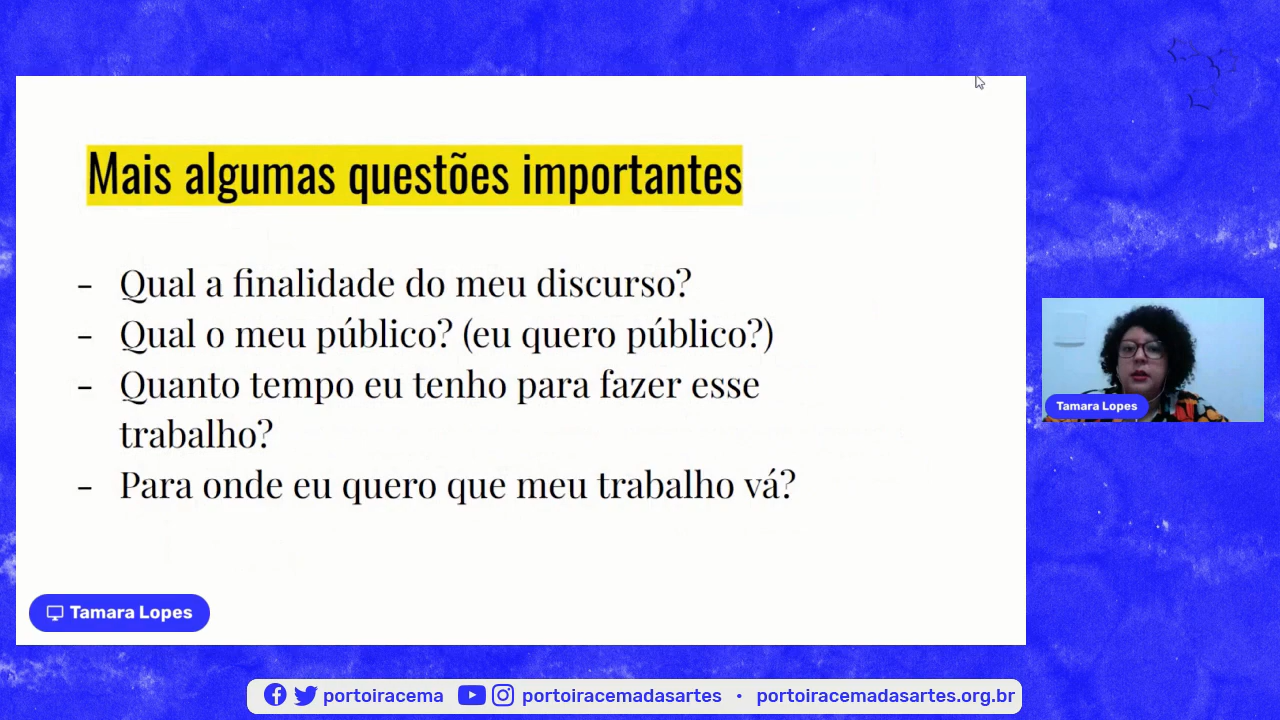 Mais algumas questões importantes
- Qual a finalidade do meu discurso?
- Qual o meu público? (eu quero público?)
- Quanto tempo eu tenho para fazer esse
trabalho?
- Para onde eu quero que meu trabalho vá?
Tamara Lopes
Tamara Lopes
portoiracema portoiracemadasartes • portoiracemadasartes.org.br